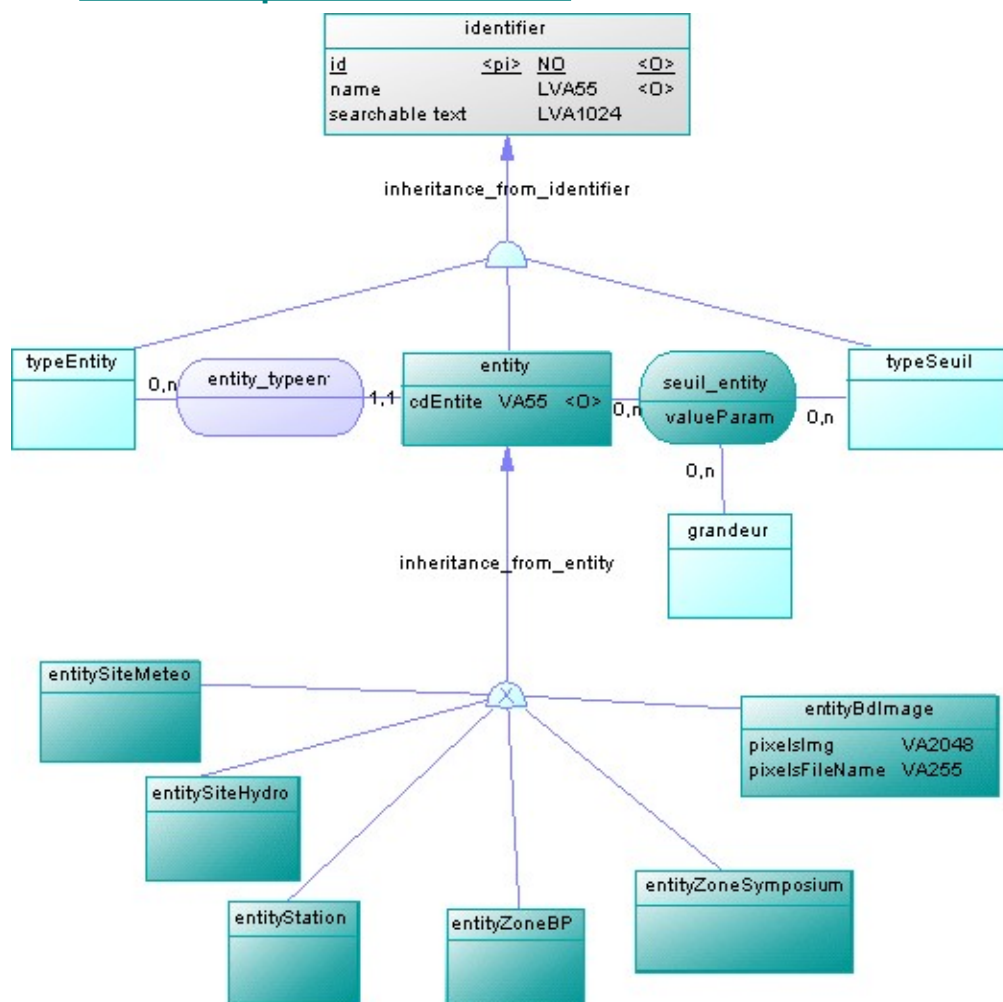 identifier
id <pi> NO <O>
name LVA55 <O>
searchable text LVA1024
inheritance_from_identifier
typeEntity
entity_typeent
entity
seuil_entity
typeSeuil
0,n
1,1
cdEntite VA55 <O>
0,n
valueParam
0,n
0,n
grandeur
inheritance_from_entity
entitySiteMeteo
entityBdImage
pixelsImg VA2048
pixelsFileName VA255
entitySiteHydro
entityZoneSymposium
entityStation
entityZoneBP